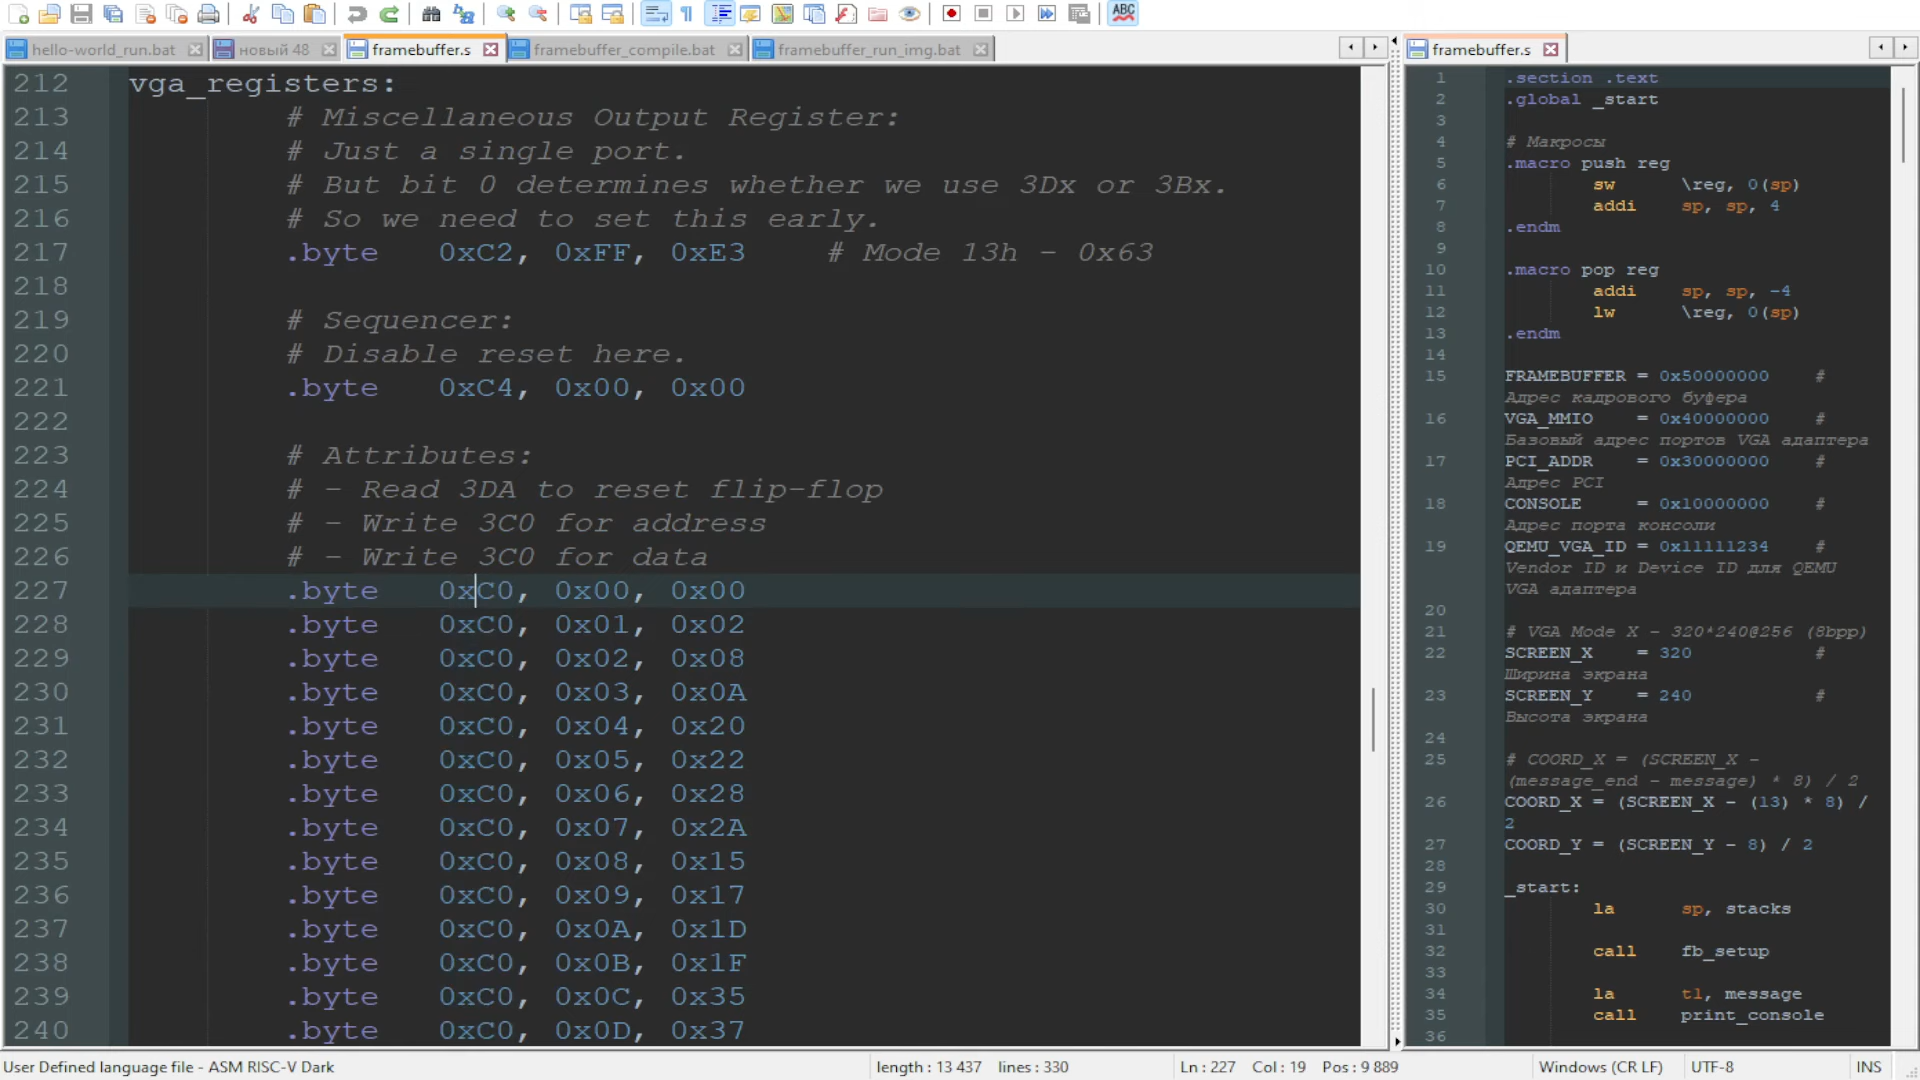 ABC
hello-world_run.bat
новый 48
framebuffer.s
framebuffer_compile.bat
framebuffer_run_img.bat
framebuffer.s
212 vga_registers:
213 # Miscellaneous Output Register:
214 # Just a single port.
215 # But bit 0 determines whether we use 3Dx or 3Bx.
216 # So we need to set this early.
217 .byte 0xC2, 0xFF, 0xE3 # Mode 13h - 0x63
218
219 # Sequencer:
220 # Disable reset here.
221 .byte 0xC4, 0x00, 0x00
222
223 # Attributes:
224 # - Read 3DA to reset flip-flop
225 # - Write 3C0 for address
226 # - Write 3C0 for data
227 .byte 0xC0, 0x00, 0x00
228 .byte 0xC0, 0x01, 0x02
229 .byte 0xC0, 0x02, 0x08
230 .byte 0xC0, 0x03, 0x0A
231 .byte 0xC0, 0x04, 0x20
232 .byte 0xC0, 0x05, 0x22
233 .byte 0xC0, 0x06, 0x28
234 .byte 0xC0, 0x07, 0x2A
235 .byte 0xC0, 0x08, 0x15
236 .byte 0xC0, 0x09, 0x17
237 .byte 0xC0, 0x0A, 0x1D
238 .byte 0xC0, 0x0B, 0x1F
239 .byte 0xC0, 0x0C, 0x35
240 .byte 0xC0, 0x0D, 0x37
1 .section .text
2 .global _start
3
4 # Макросы
5 .macro push reg
6 sw \reg, 0(sp)
7 addi sp, sp, 4
8 .endm
9
10 .macro pop reg
11 addi sp, sp, -4
12 lw \reg, 0(sp)
13 .endm
14
15 FRAMEBUFFER = 0x50000000 #
Адрес кадрового буфера
16 VGA_MMIO = 0x40000000 #
Базовый адрес портов VGA адаптера
17 PCI_ADDR = 0x30000000 #
Адрес PCI
18 CONSOLE = 0x10000000 #
Адрес порта консоли
19 QEMU_VGA_ID = 0x11111234 #
Vendor ID и Device ID для QEMU
VGA адаптера
20
21 # VGA Mode X - 320*240@256 (8bpp)
22 SCREEN_X = 320 #
Ширина экрана
23 SCREEN_Y = 240 #
Высота экрана
24
25 # COORD_X = (SCREEN_X -
(message_end - message) * 8) / 2
26 COORD_X = (SCREEN_X - (13) * 8) /
2
27 COORD_Y = (SCREEN_Y - 8) / 2
28
29 _start:
30 la sp, stacks
31
32 call fb_setup
33
34 la t1, message
35 call print_console
36
User Defined language file - ASM RISC-V Dark
length : 13 437 lines : 330
Ln : 227 Col : 19 Pos : 9 889
Windows (CR LF)
UTF-8
INS